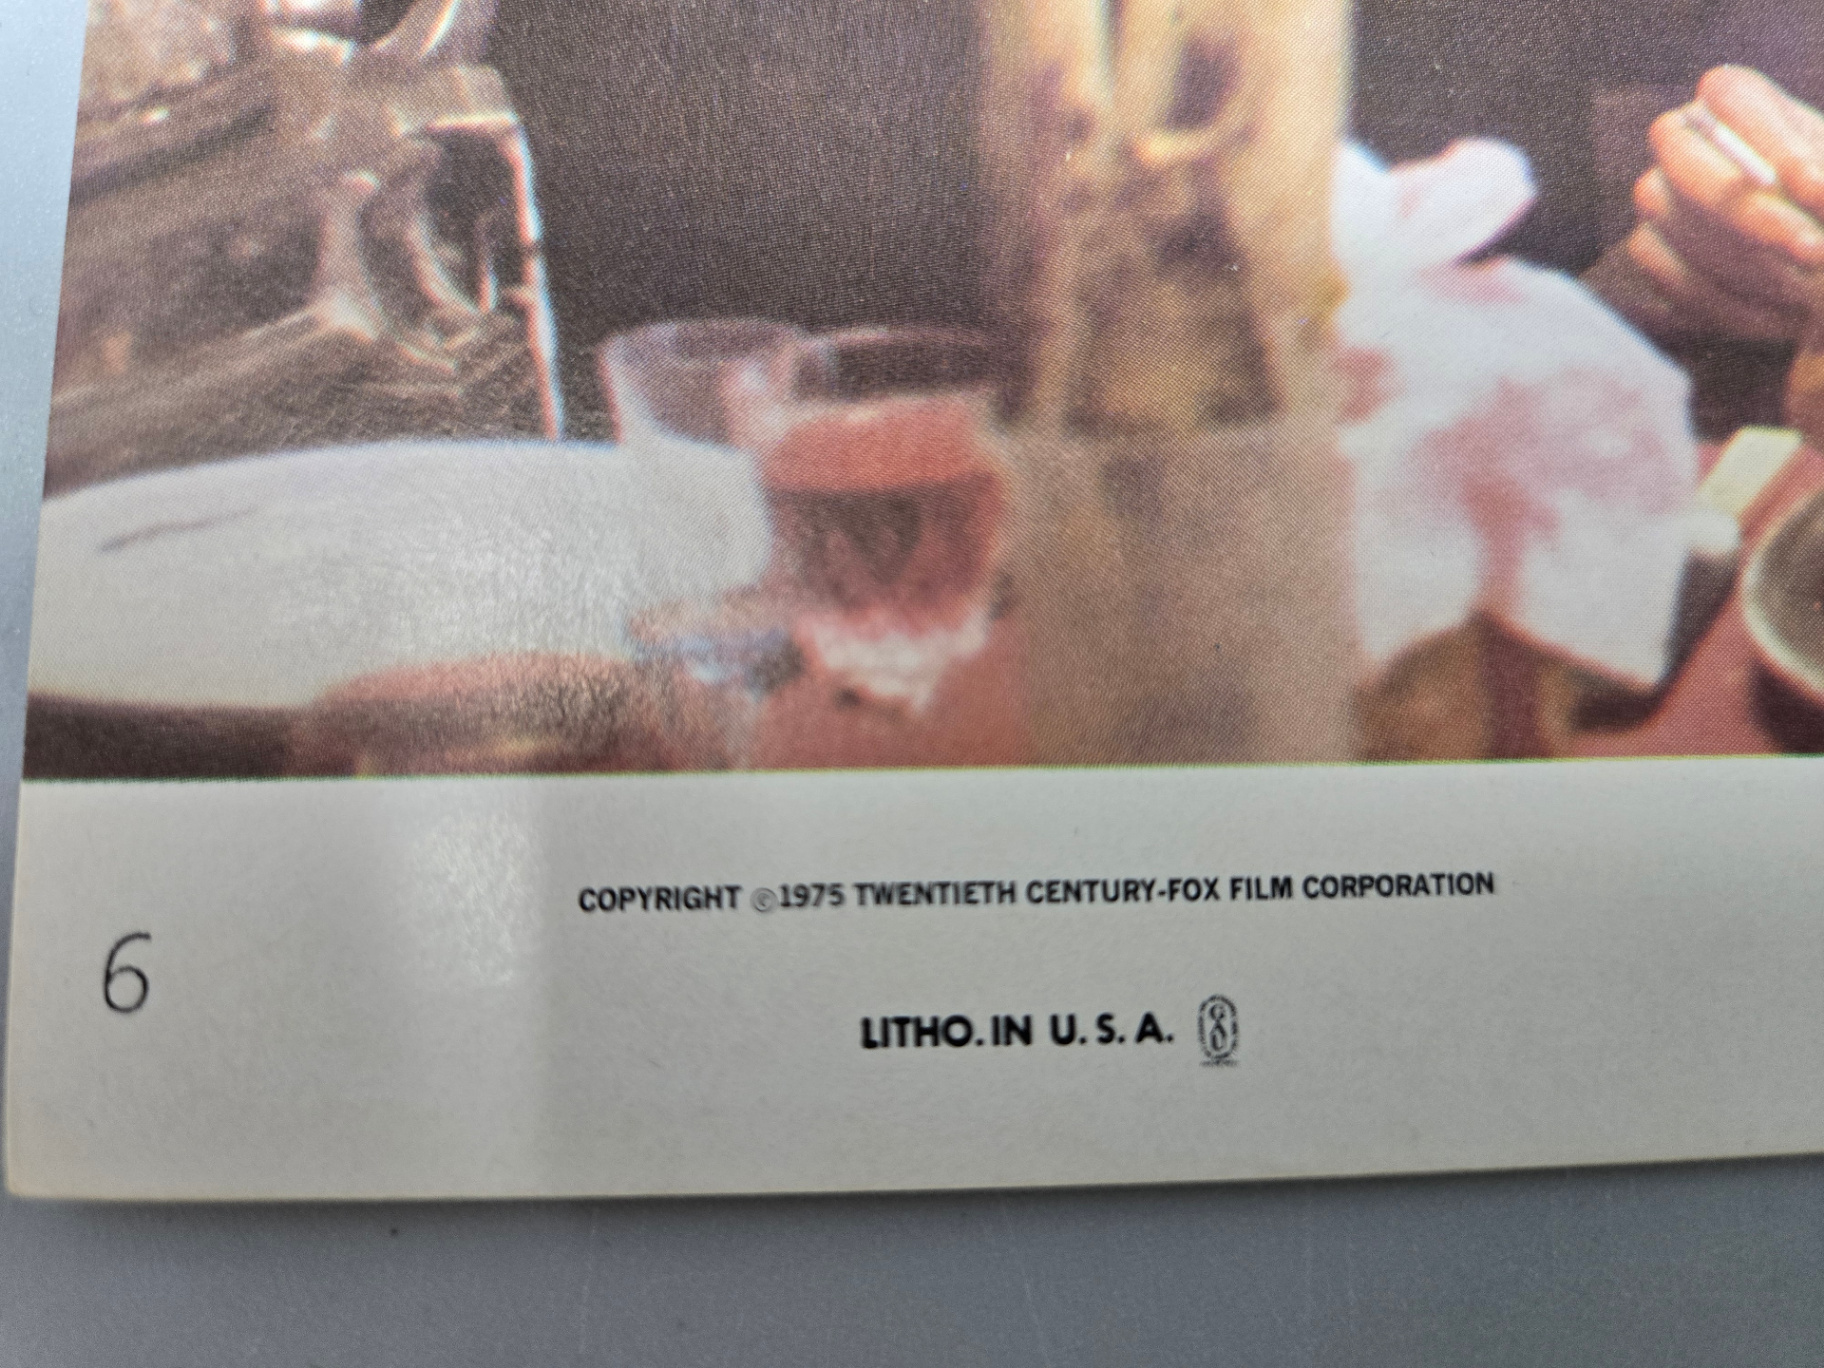 COPYRIGHT ©1975 TWENTIETH CENTURY-FOX FILM CORPORATION
6
LITHO. IN U. S. A.